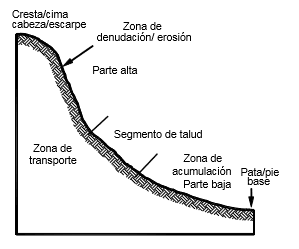 Cresta/cima
cabeza/escarpe
Zona de
denudación/ erosión
Parte alta
Segmento de talud
Zona de
transporte
Zona de
acumulación
Parte baja
Pata/pie
base